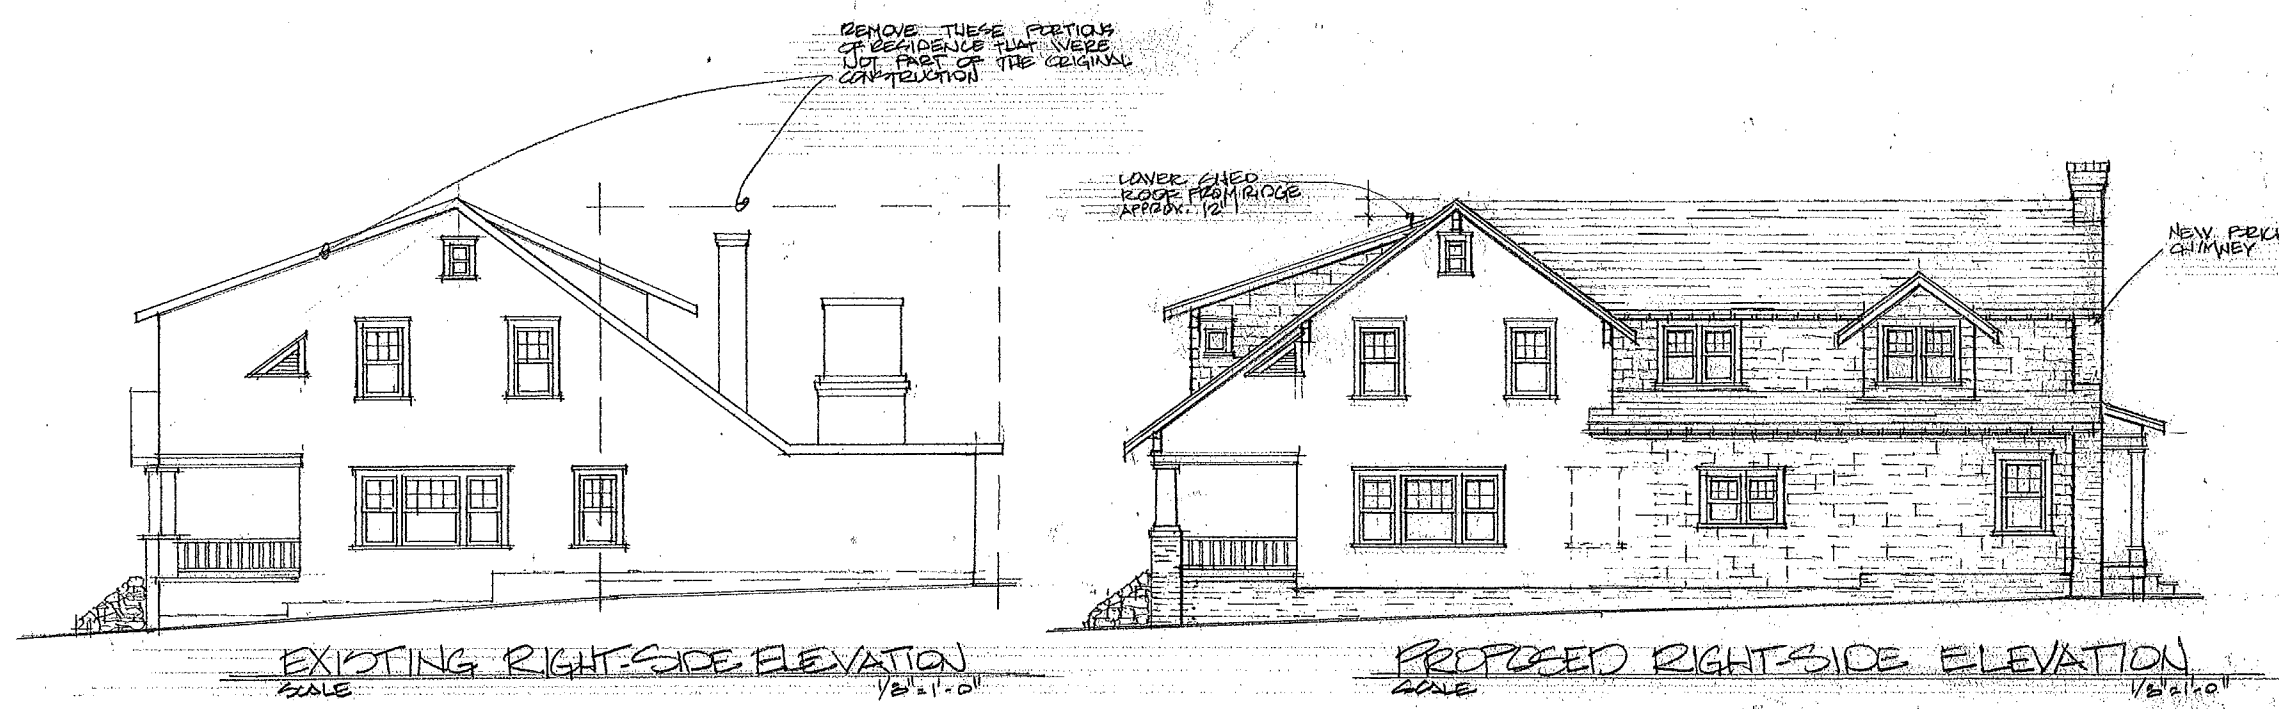 REMOVE THESE PORTIONS
OF RESIDENCE THAT WERE
NOT PART OF THE ORIGINAL
CONSTRUCTION
LOWER SHED
ROOF FROM RIDGE
APPROX. 12"
NEW BRIC
CHIMNEY
EXISTING RIGHT-SIDE ELEVATION
SCALE 1/8"=1'-0"
PROPOSED RIGHT-SIDE ELEVATION
SCALE 1/8"=1'-0"